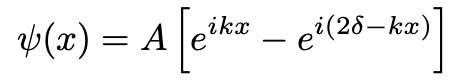 ψ(x) = A [e^{ikx} − e^{i(2δ−kx)}]